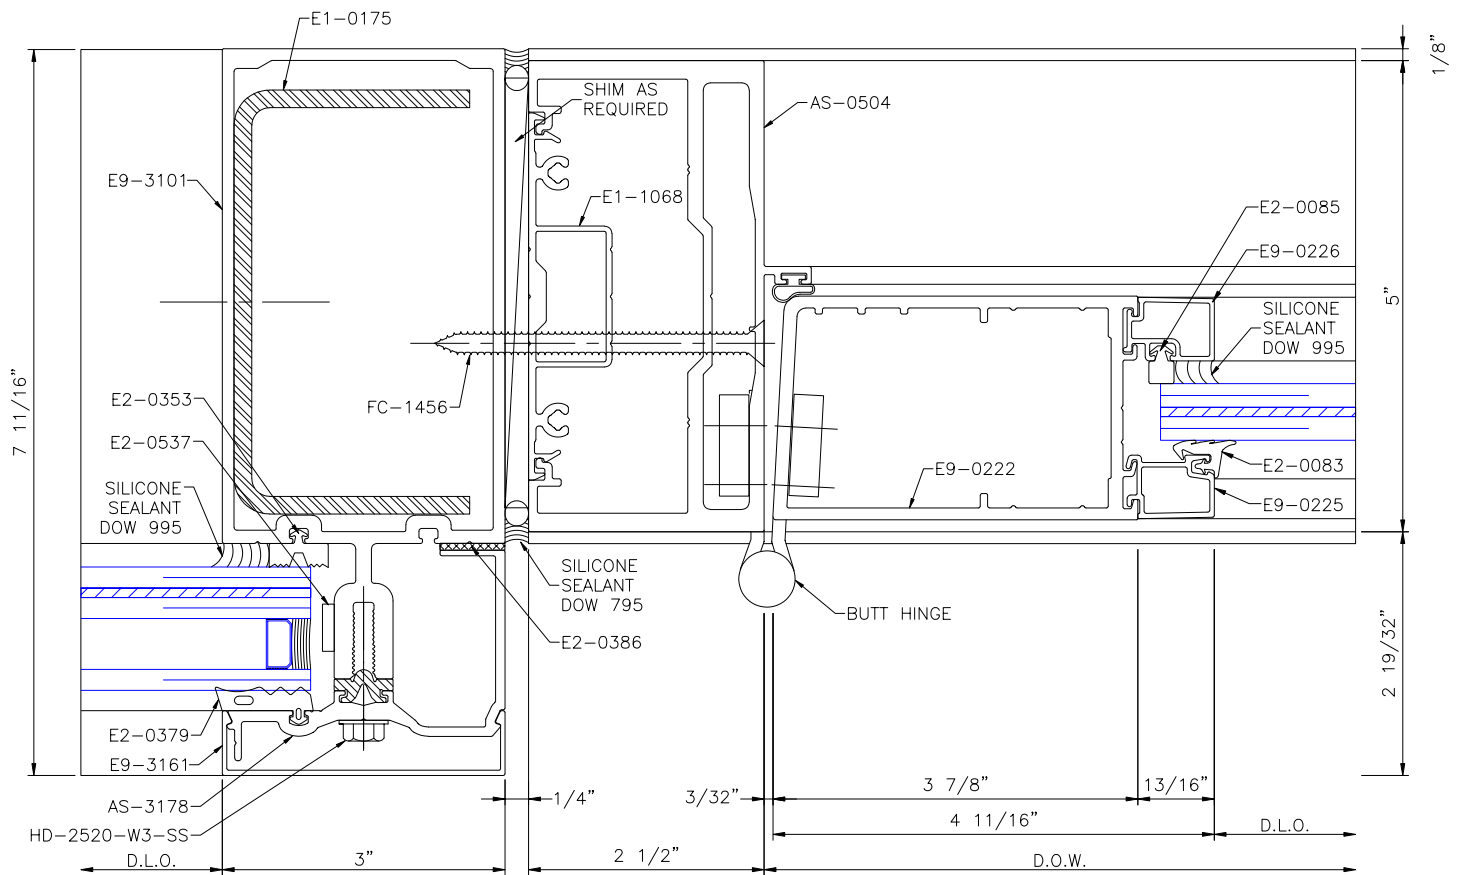 E1-0175
1/8"
SHIM AS
REQUIRED
AS-0504
E9-3101
E1-1068
E2-0085
E9-0226
5"
SILICONE
SEALANT
DOW 995
7 11/16"
E2-0353
FC-1456
E2-0537
E9-0222
E2-0083
SILICONE
SEALANT
DOW 995
E9-0225
SILICONE
SEALANT
DOW 795
BUTT HINGE
E2-0386
2 19/32"
E2-0379
E9-3161
AS-3178
1/4"
3/32"
3 7/8"
13/16"
HD-2520-W3-SS
4 11/16"
D.L.O.
D.L.O.
3"
2 1/2"
D.O.W.